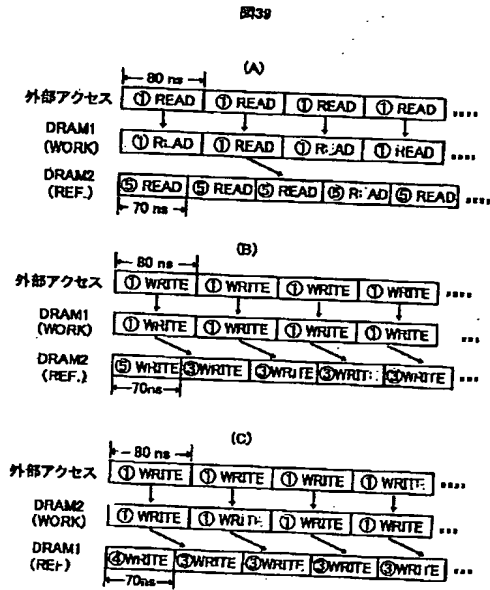 図39
(A)
80 ns
外部アクセス ① READ ① READ ① READ ① READ ....
DRAM1 (WORK) ① READ ① READ ① READ ① READ ....
DRAM2 (REF.) ⑤ READ ⑤ READ ⑤ READ ⑤ READ ⑤ READ ....
70 ns
(B)
80 ns
外部アクセス ① WRITE ① WRITE ① WRITE ① WRITE ....
DRAM1 (WORK) ① WRITE ① WRITE ① WRITE ① WRITE ...
DRAM2 (REF.) ⑤ WRITE ③WRITE ③WRITE ③WRITE ③WRITE ...
70ns
(C)
80 ns
外部アクセス ① WRITE ① WRITE ① WRITE ① WRITE ....
DRAM2 (WORK) ① WRITE ① WRITE ① WRITE ① WRITE ...
DRAM1 (REF) ④WRITE ③WRITE ③WRITE ③WRITE ③WRITE ....
70ns